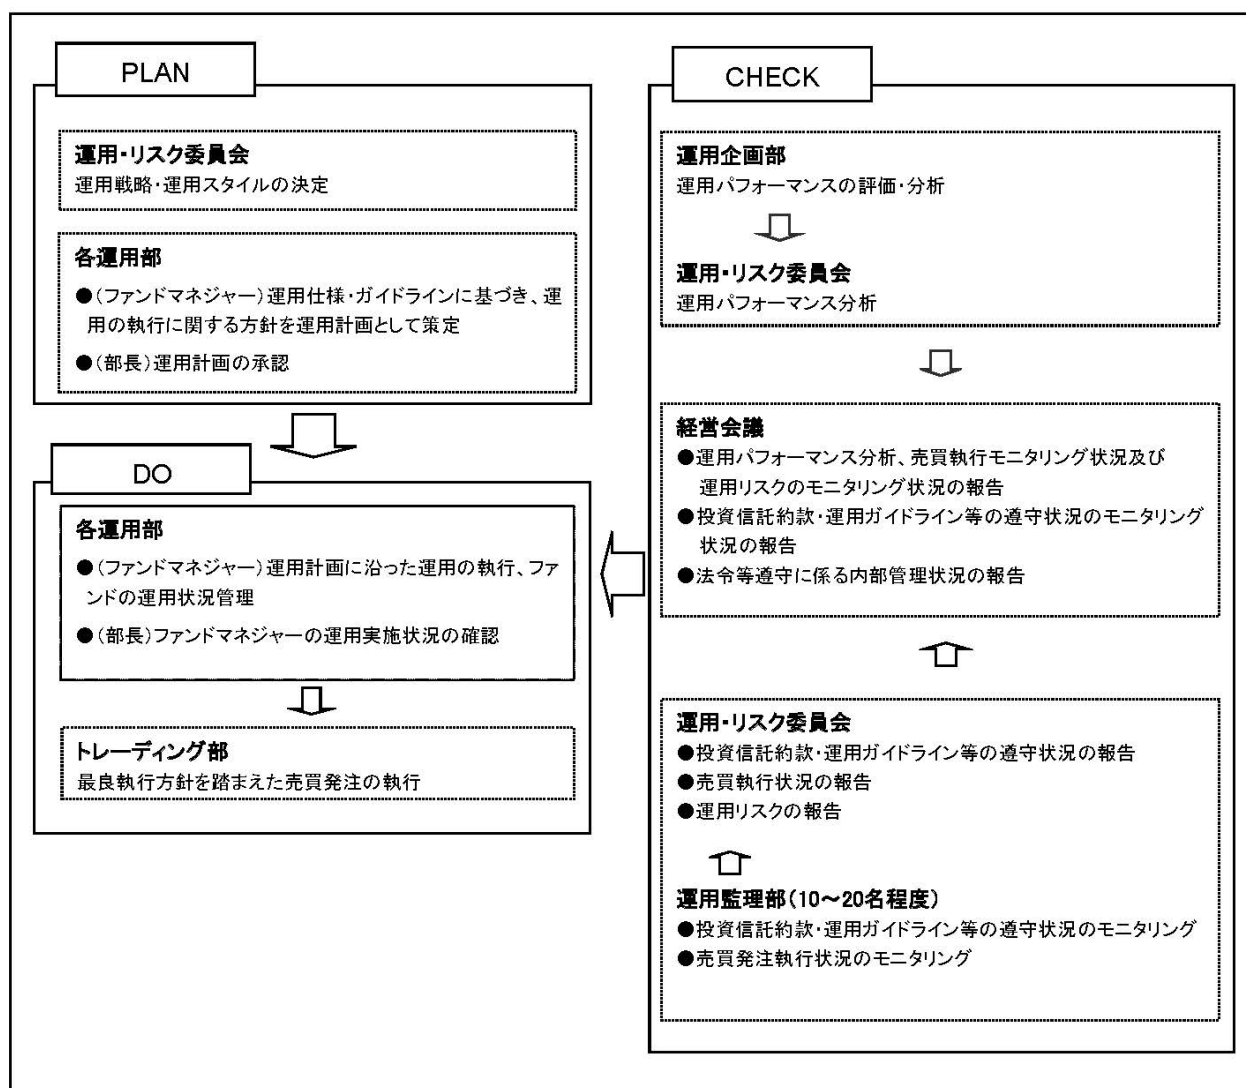 PLAN
運用・リスク委員会
運用戦略・運用スタイルの決定
各運用部
●(ファンドマネジャー)運用仕様・ガイドラインに基づき、運
用の執行に関する方針を運用計画として策定
●(部長)運用計画の承認
DO
各運用部
●(ファンドマネジャー)運用計画に沿った運用の執行、ファ
ンドの運用状況管理
●(部長)ファンドマネジャーの運用実施状況の確認
トレーディング部
最良執行方針を踏まえた売買発注の執行
CHECK
運用企画部
運用パフォーマンスの評価・分析
運用・リスク委員会
運用パフォーマンス分析
経営会議
●運用パフォーマンス分析、売買執行モニタリング状況及び
運用リスクのモニタリング状況の報告
●投資信託約款・運用ガイドライン等の遵守状況のモニタリング
状況の報告
●法令等遵守に係る内部管理状況の報告
運用・リスク委員会
●投資信託約款・運用ガイドライン等の遵守状況の報告
●売買執行状況の報告
●運用リスクの報告
運用監理部(10～20名程度)
●投資信託約款・運用ガイドライン等の遵守状況のモニタリング
●売買発注執行状況のモニタリング